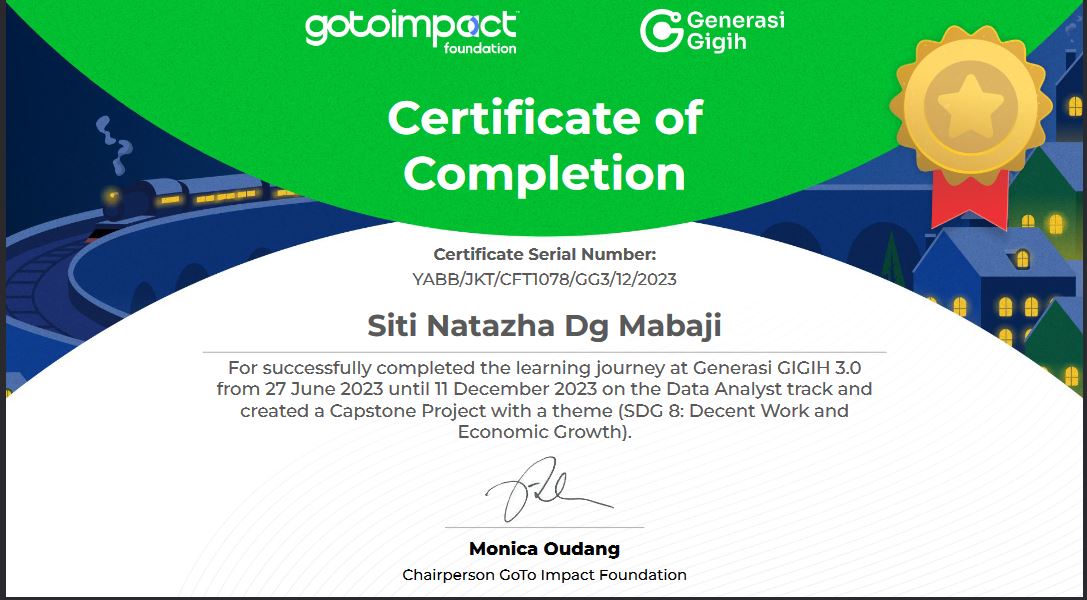 gotoimpact
foundation
Generasi
Gigih
Certificate of
Completion
Certificate Serial Number:
YABB/JKT/CFT1078/GG3/12/2023
Siti Natazha Dg Mabaji
For successfully completed the learning journey at Generasi GIGIH 3.0
from 27 June 2023 until 11 December 2023 on the Data Analyst track and
created a Capstone Project with a theme (SDG 8: Decent Work and
Economic Growth).
Monica Oudang
Chairperson GoTo Impact Foundation